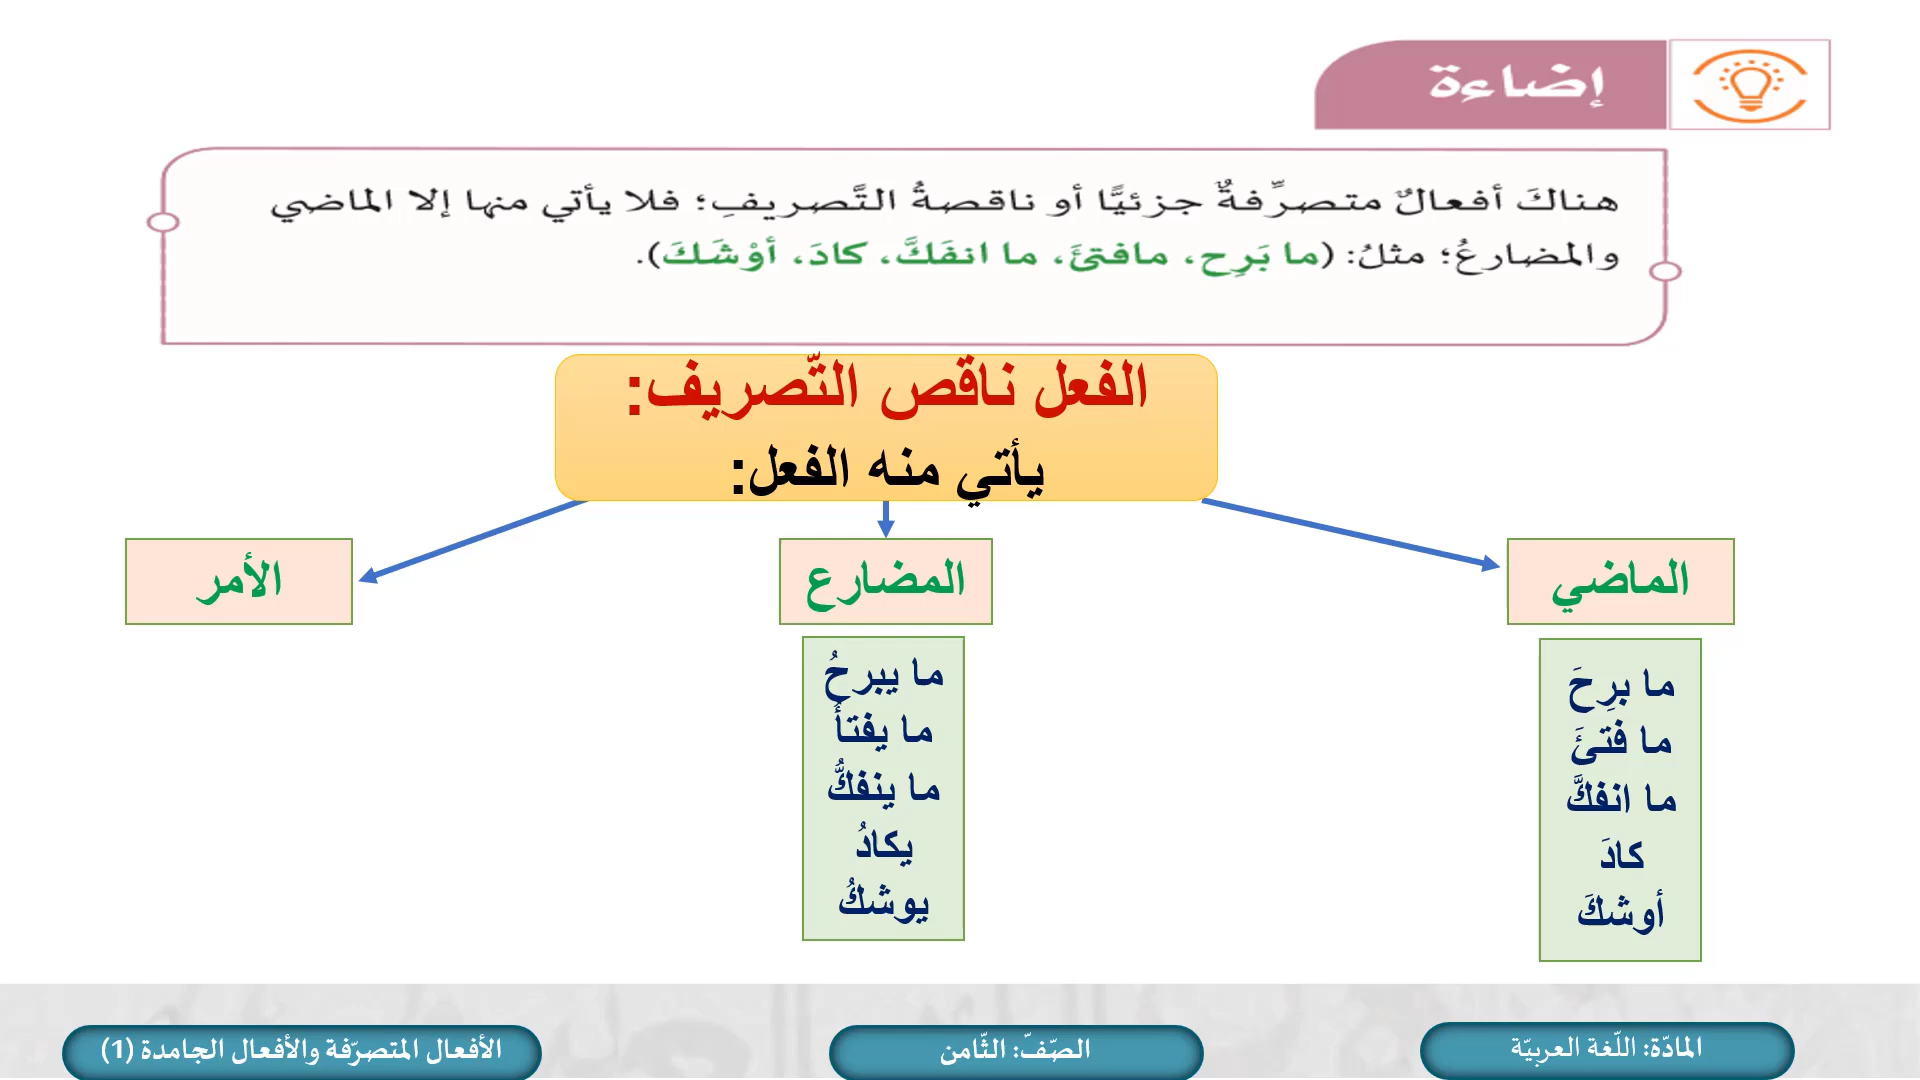 إضاءة
هناكَ أفعالٌ متصرِّفةٌ جزئيًّا أو ناقصةُ التَّصريفِ؛ فلا يأتي منها إلا الماضي
والمضارعُ؛ مثلُ: (ما بَرِح، مافتئَ، ما انفَكَّ، كادَ، أوْشَكَ).
الفعل ناقص التّصريف:
يأتي منه الفعل:
الماضي
المضارع
الأمر
ما برِحَ
ما فتئَ
ما انفكَّ
كادَ
أوشكَ
ما يبرحُ
ما يفتأُ
ما ينفكُّ
يكادُ
يوشكُ
المادّة: اللّغة العربيّة
الصّفّ: الثّامن
الأفعال المتصرّفة والأفعال الجامدة (1)